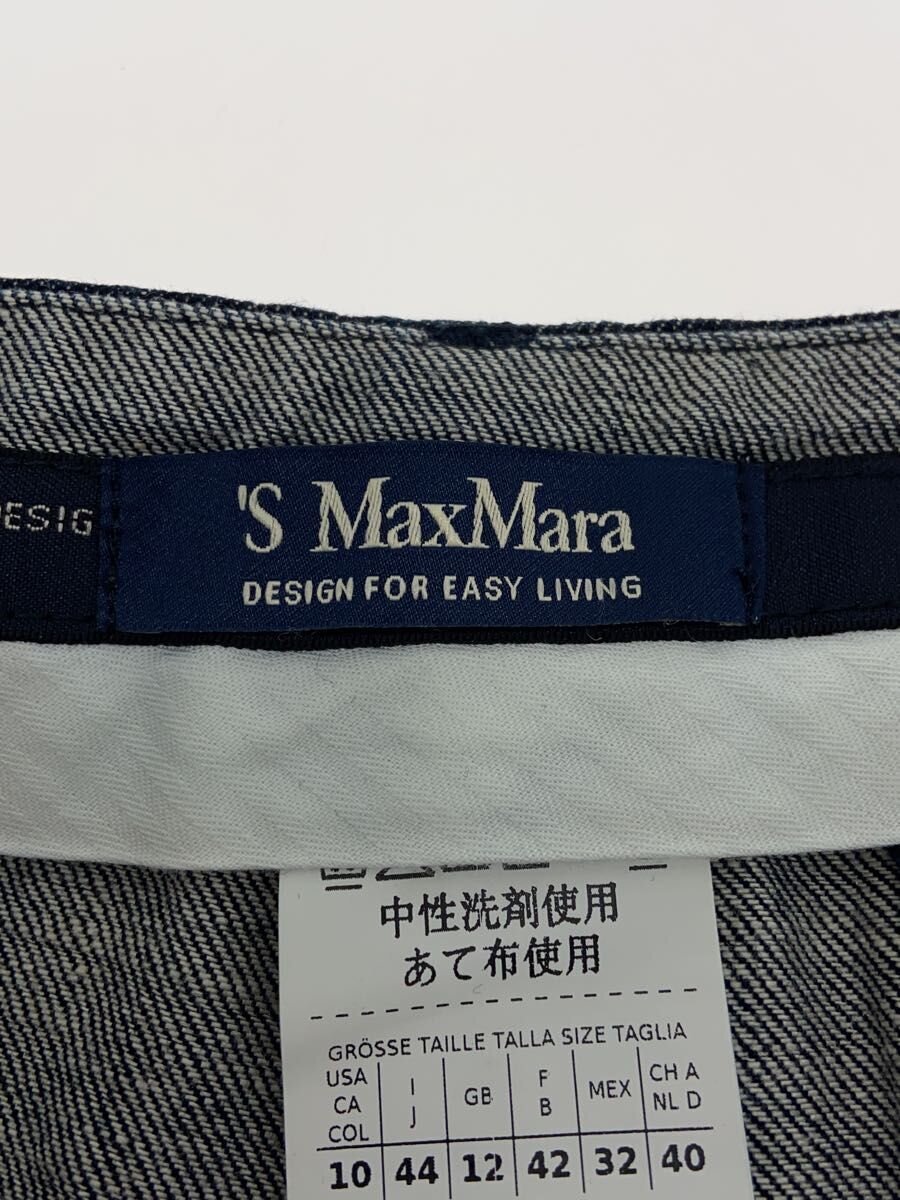 DESIG
'S MaxMara
DESIGN FOR EASY LIVING
中性洗剤使用
あて布使用
GRÖSSE TAILLE TALLA SIZE TAGLIA
USA CA COL I J GB F B MEX CH A NL D
10 44 12 42 32 40